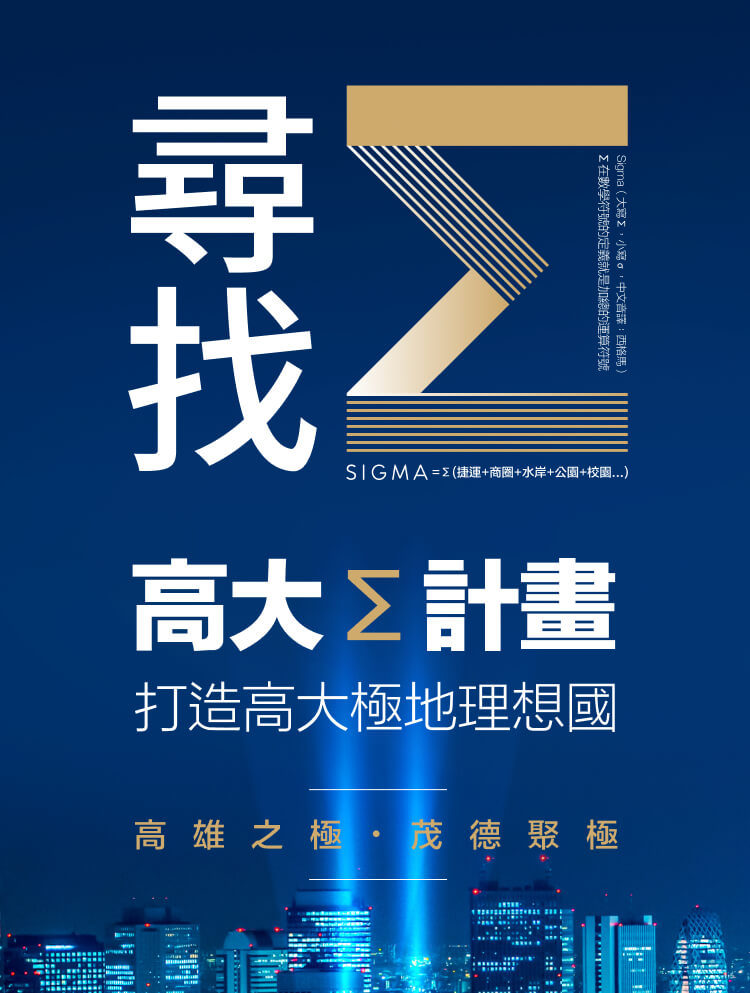 尋找
Σ
Sigma（大寫Σ，小寫σ，中文音譯：西格馬）
Σ在數學符號的定義就是加總的運算符號
SIGMA=Σ(捷運+商圈+水岸+公園+校園...)
高大Σ計畫
打造高大極地理想國
高雄之極・茂德聚極